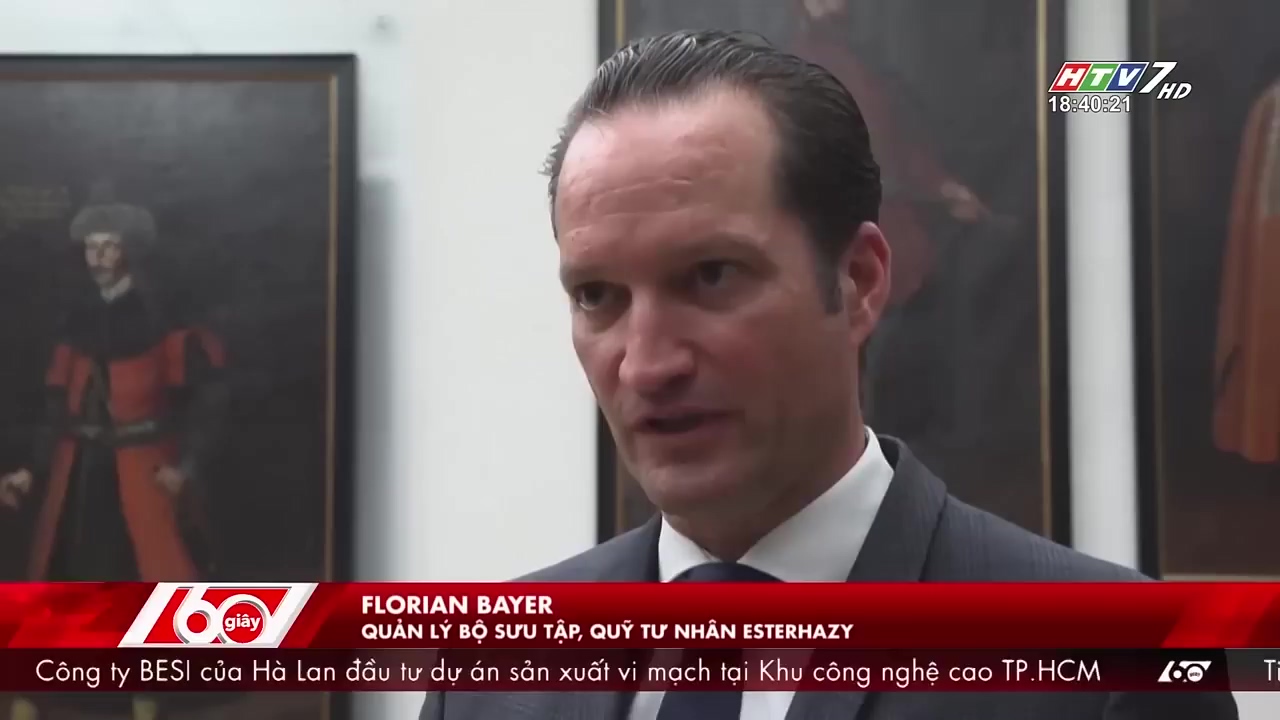 HTV7 HD
18:40:21
60 giây
FLORIAN BAYER
QUẢN LÝ BỘ SƯU TẬP, QUỸ TƯ NHÂN ESTERHAZY
Công ty BESI của Hà Lan đầu tư dự án sản xuất vi mạch tại Khu công nghệ cao TP.HCM 60 giây